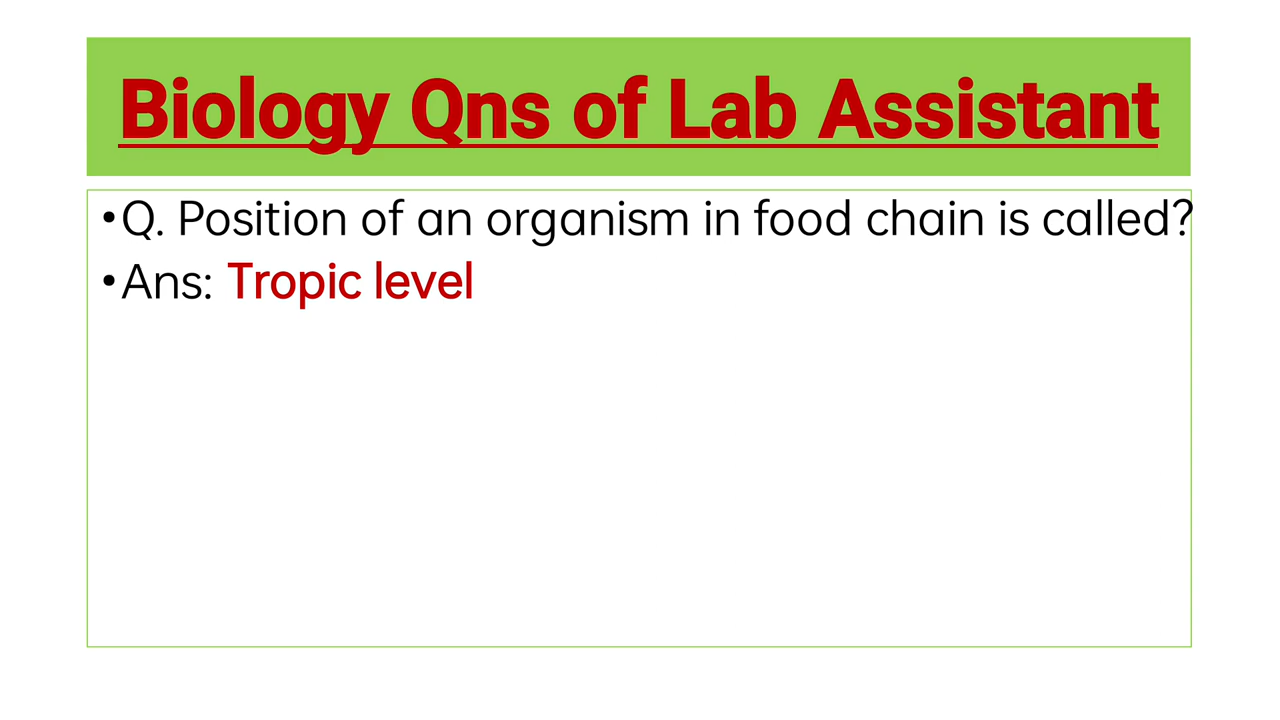 Biology Qns of Lab Assistant
•Q. Position of an organism in food chain is called?
•Ans: Tropic level